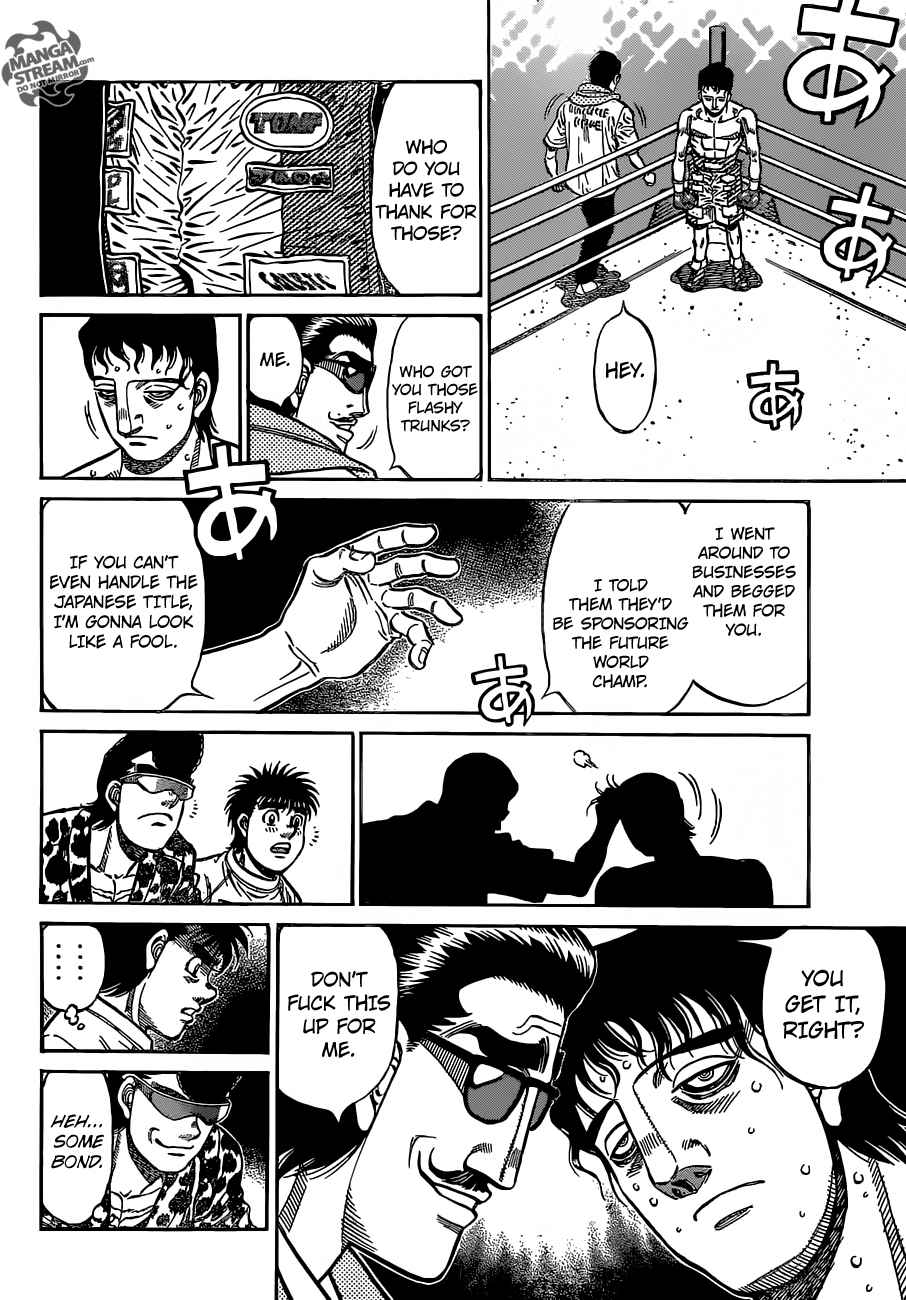 MANGA
STREAM.com
DO NOT MIRROR
あ
あ
あ
HEY.
TONF
WHO
DO YOU
HAVE TO
THANK FOR
THOSE?
WHO GOT
YOU THOSE
FLASHY
TRUNKS?
ME.
あ
I WENT
AROUND TO
BUSINESSES
AND BEGGED
THEM FOR
YOU.
I TOLD
THEM THEY'D
BE SPONSORING
THE FUTURE
WORLD
CHAMP.
あ
IF YOU CAN'T
EVEN HANDLE THE
JAPANESE TITLE,
I'M GONNA LOOK
LIKE A FOOL.
YOU
GET IT,
RIGHT?
DON'T
FUCK THIS
UP FOR
ME.
HEH...
SOME
BOND.